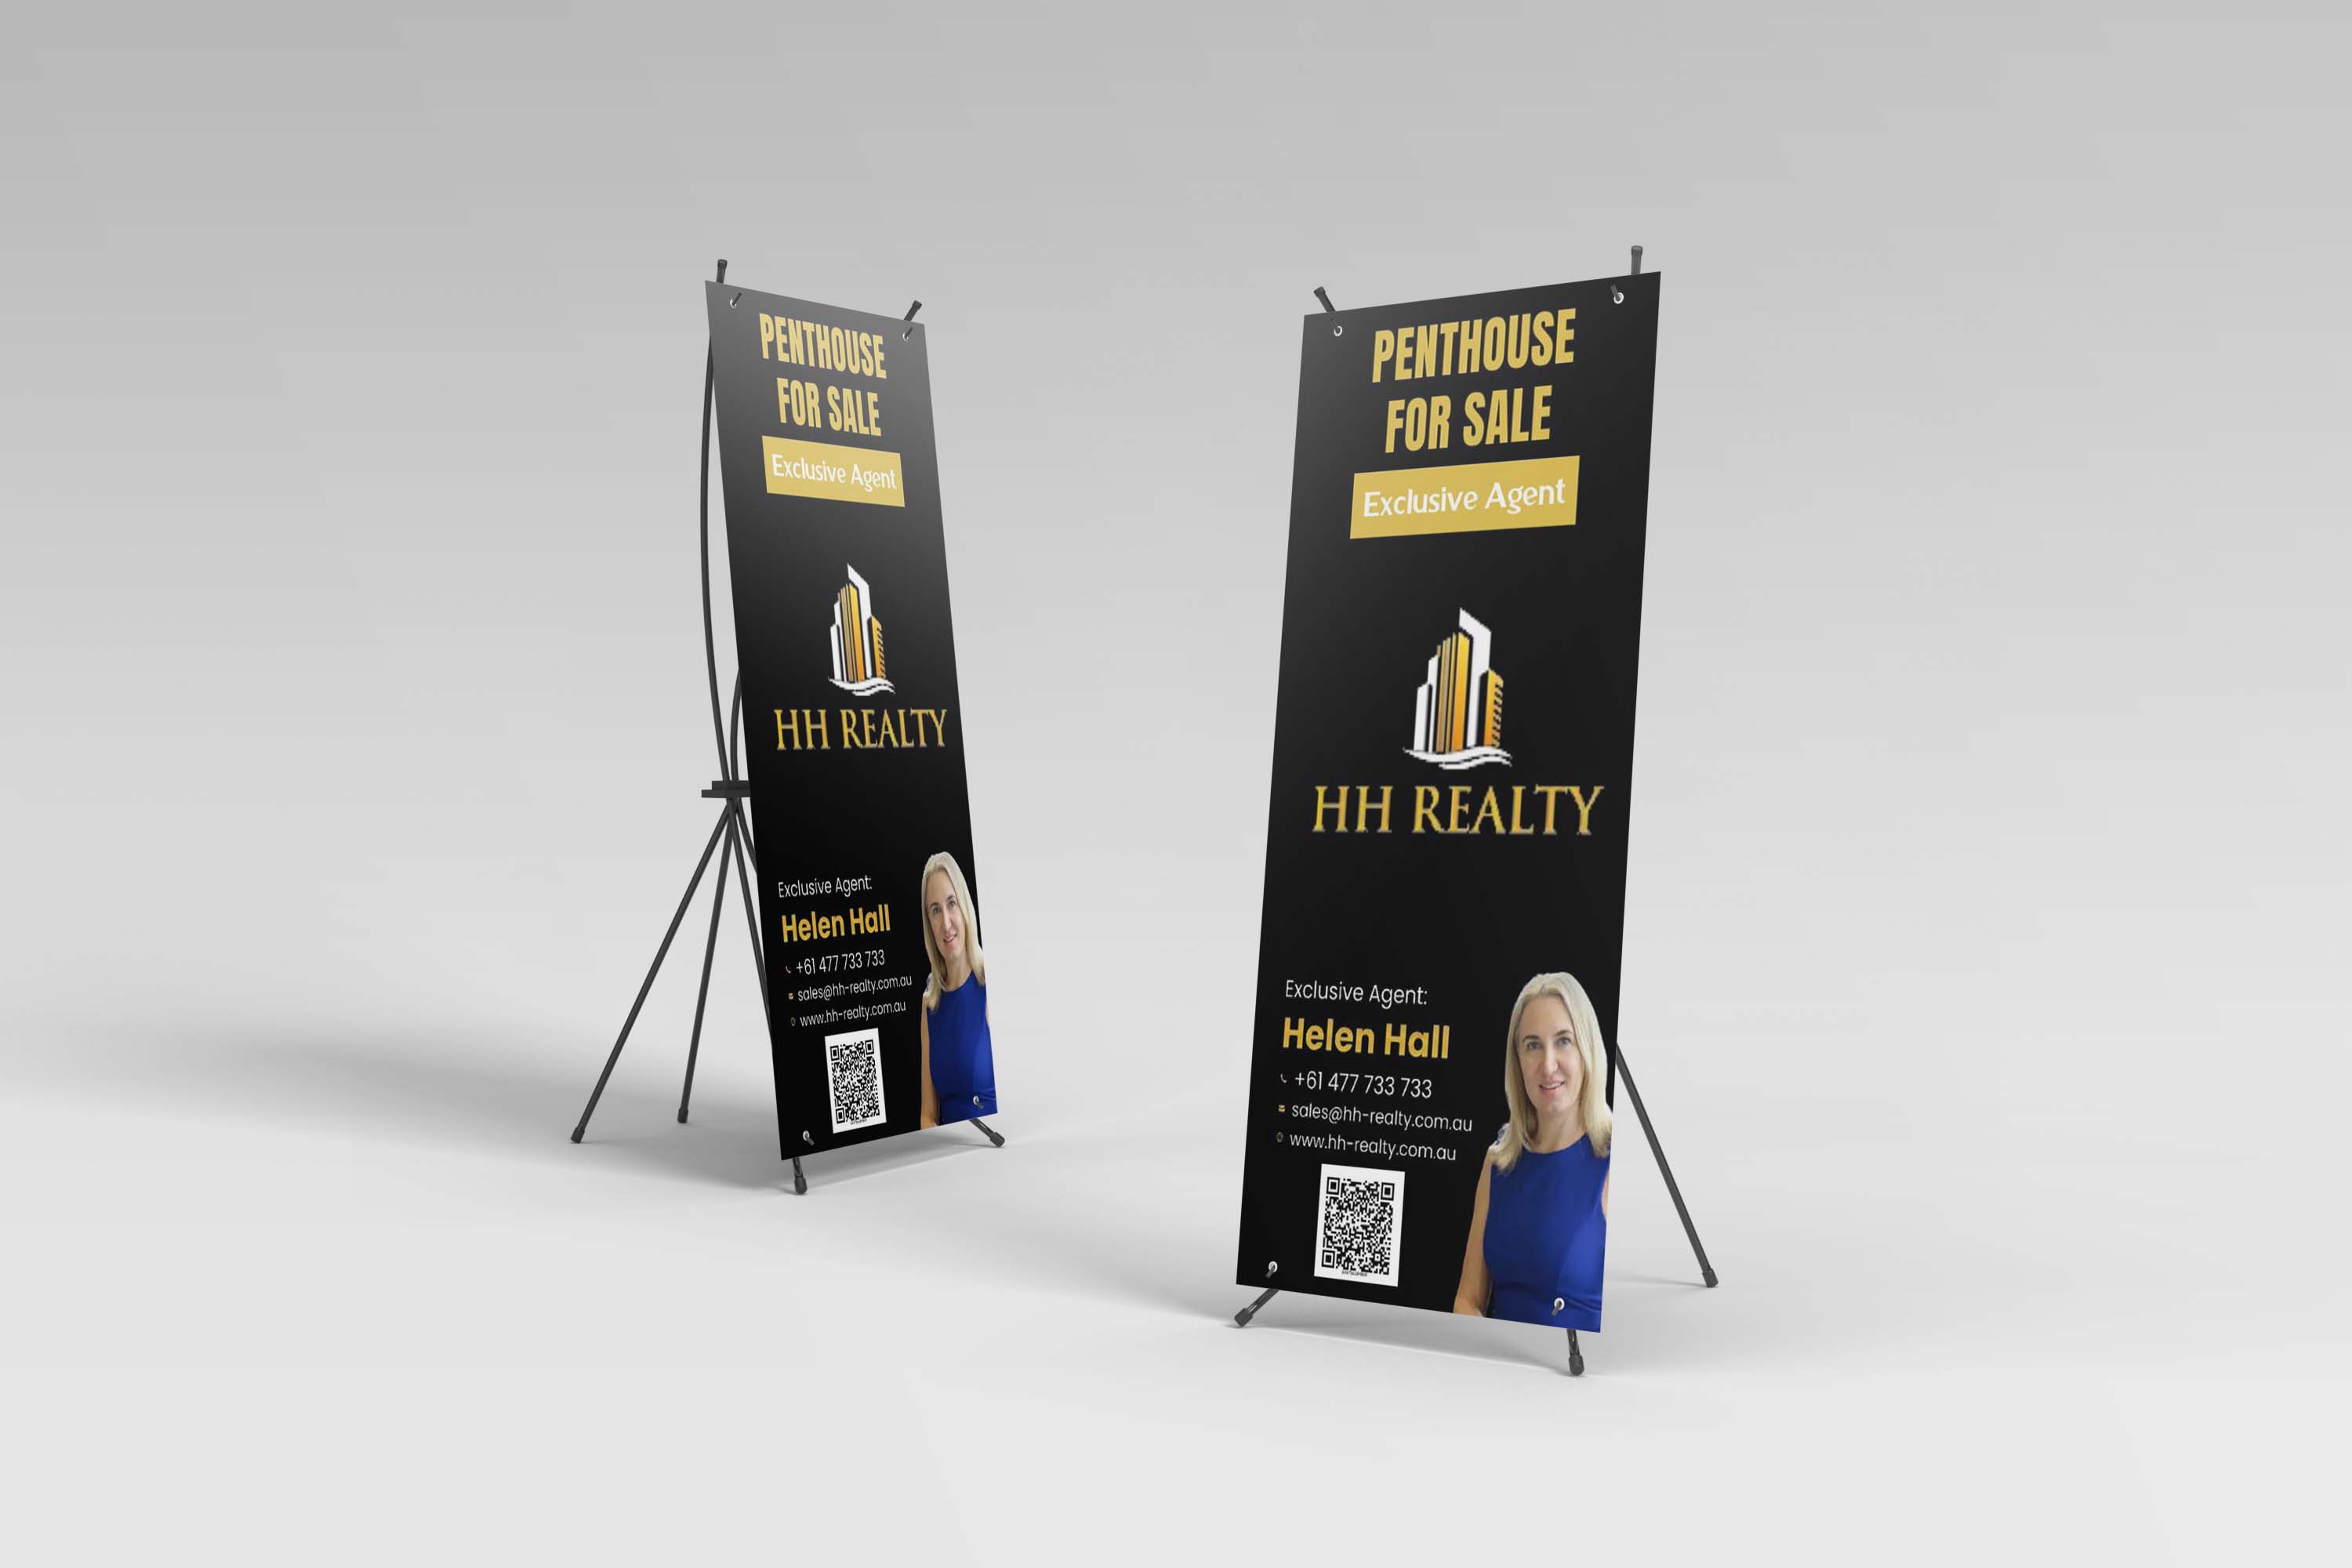 PENTHOUSE
FOR SALE
Exclusive Agent
HH REALTY
Exclusive Agent:
Helen Hall
+61 477 733 733
sales@hh-realty.com.au
www.hh-realty.com.au
PENTHOUSE
FOR SALE
Exclusive Agent
HH REALTY
Exclusive Agent:
Helen Hall
+61 477 733 733
sales@hh-realty.com.au
www.hh-realty.com.au